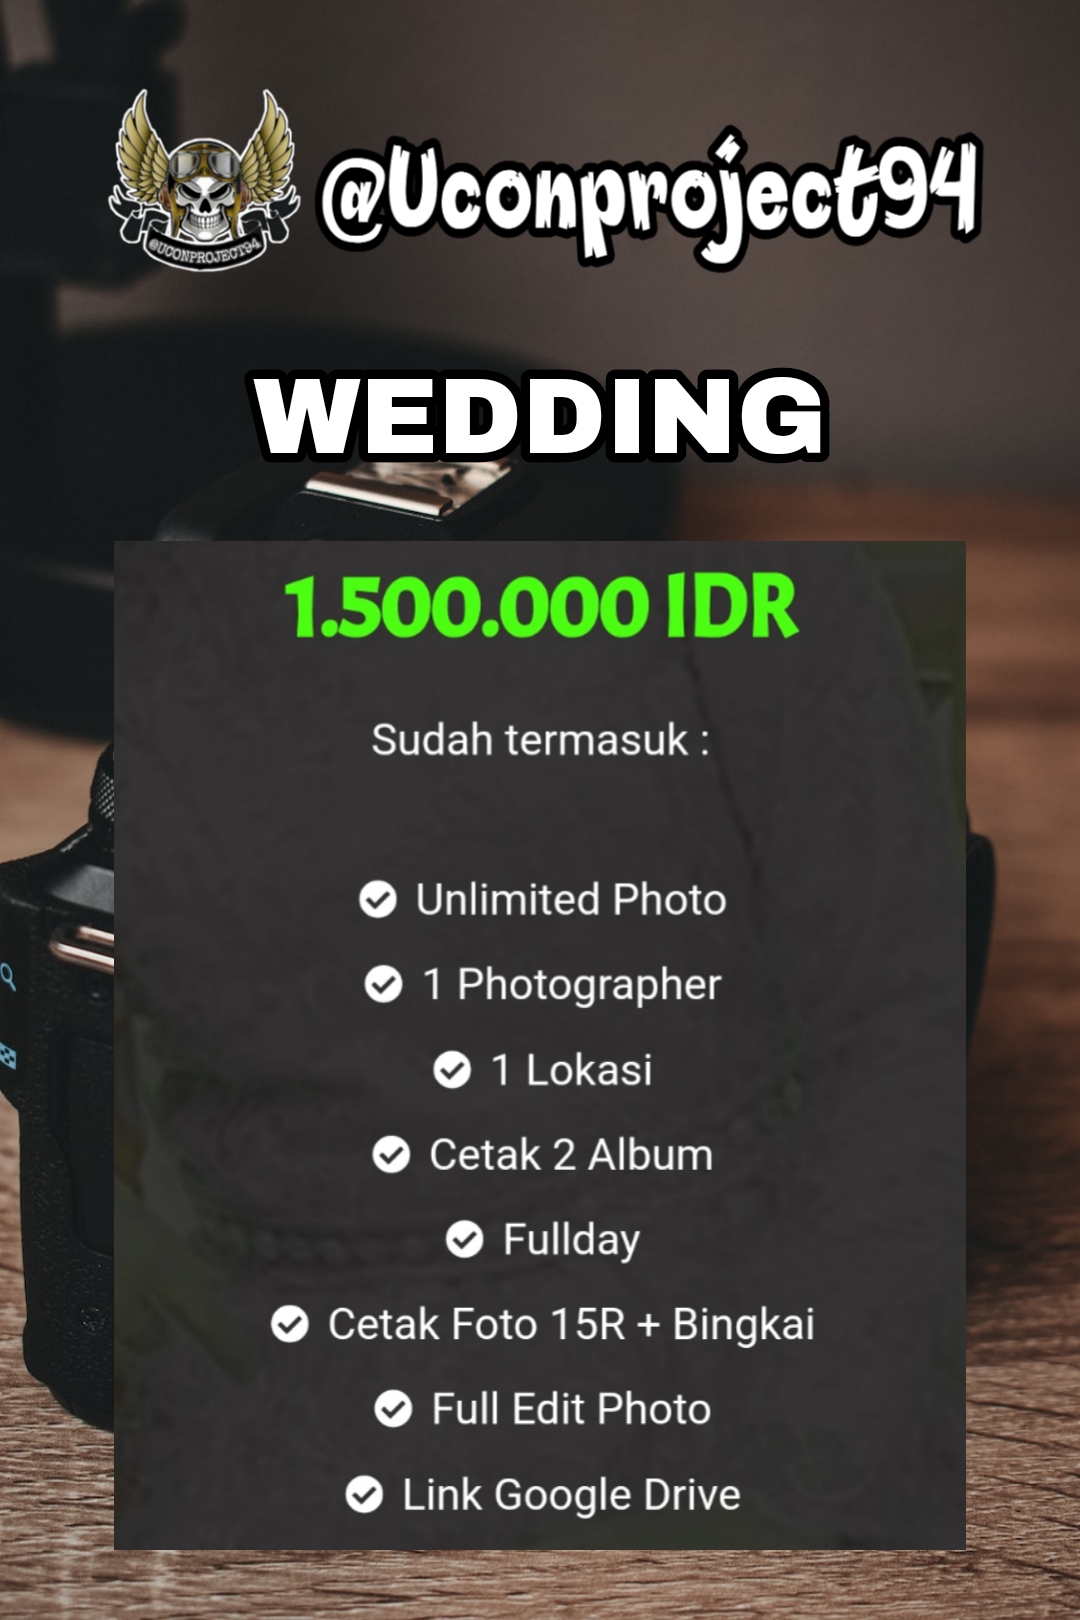 @UCONPROJECT94
@Uconproject94
WEDDING
1.500.000 IDR
Sudah termasuk :
Unlimited Photo
1 Photographer
1 Lokasi
Cetak 2 Album
Fullday
Cetak Foto 15R + Bingkai
Full Edit Photo
Link Google Drive